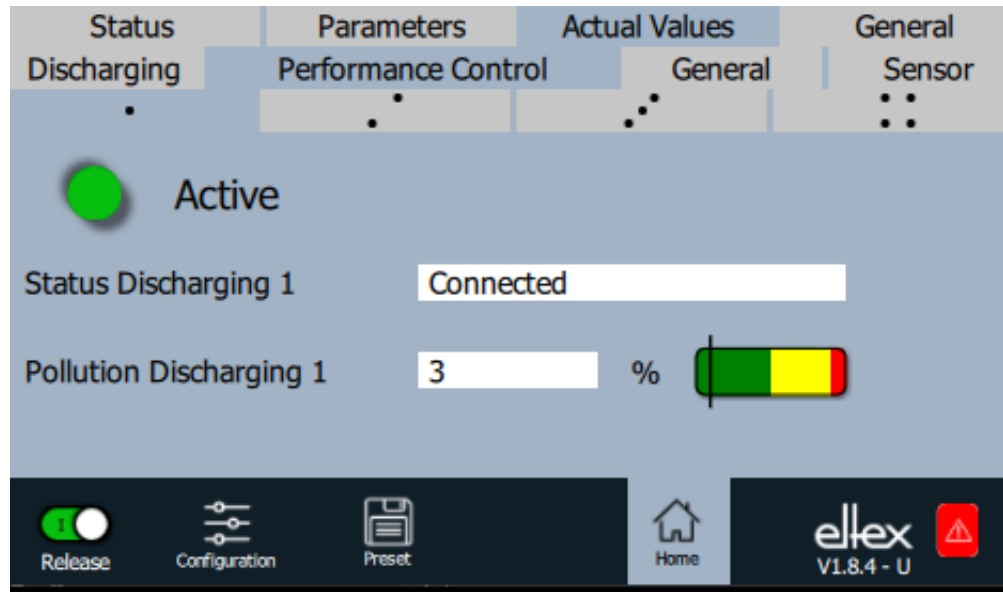 Status Parameters Actual Values General
Discharging Performance Control General Sensor
Active
Status Discharging 1 Connected
Pollution Discharging 1 3 %
I
Release Configuration Preset Home eltex
V1.8.4 - U